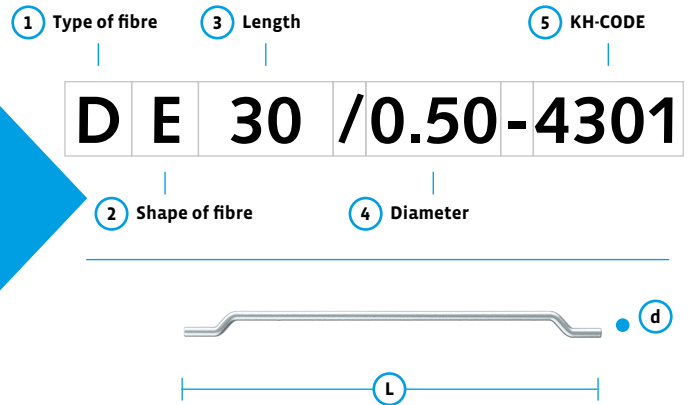 1 Type of fibre 3 Length 5 KH-CODE
D E 30 /0.50-4301
2 Shape of fibre 4 Diameter
d
L